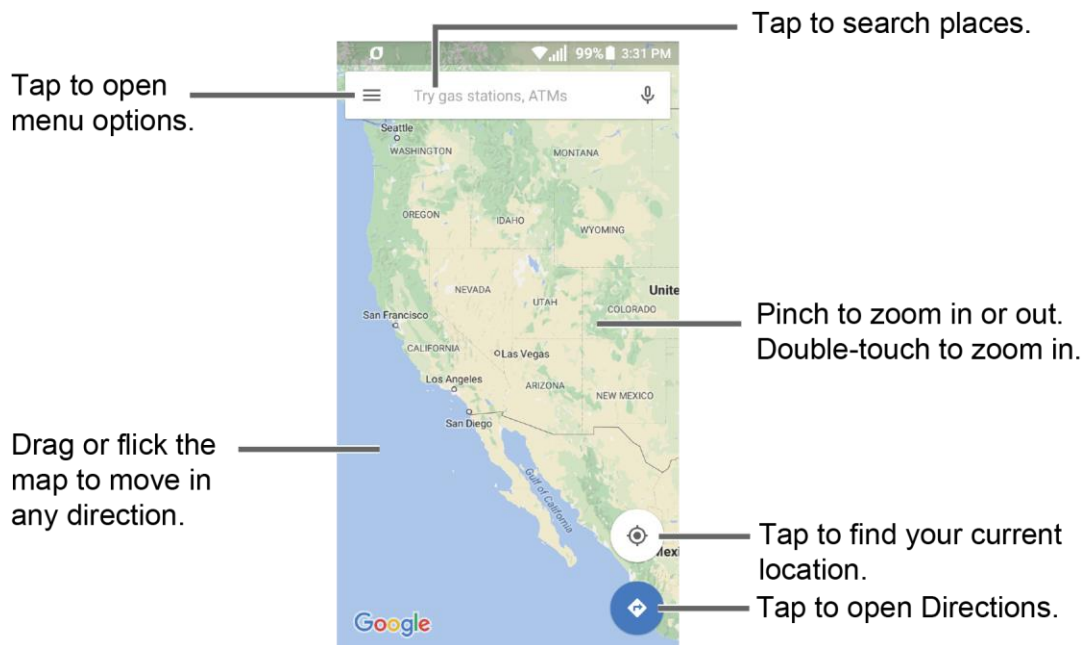 Tap to search places.
99% 3:31 PM
Tap to open
menu options.
Try gas stations, ATMs
Seattle
WASHINGTON
MONTANA
OREGON
IDAHO
WYOMING
NEVADA
UTAH
Unite
COLORADO
San Francisco
CALIFORNIA
Las Vegas
Pinch to zoom in or out.
Double-touch to zoom in.
Los Angeles
ARIZONA
NEW MEXICO
San Diego
Drag or flick the
map to move in
any direction.
Gulf of California
Mexi
Tap to find your current
location.
Tap to open Directions.
Google